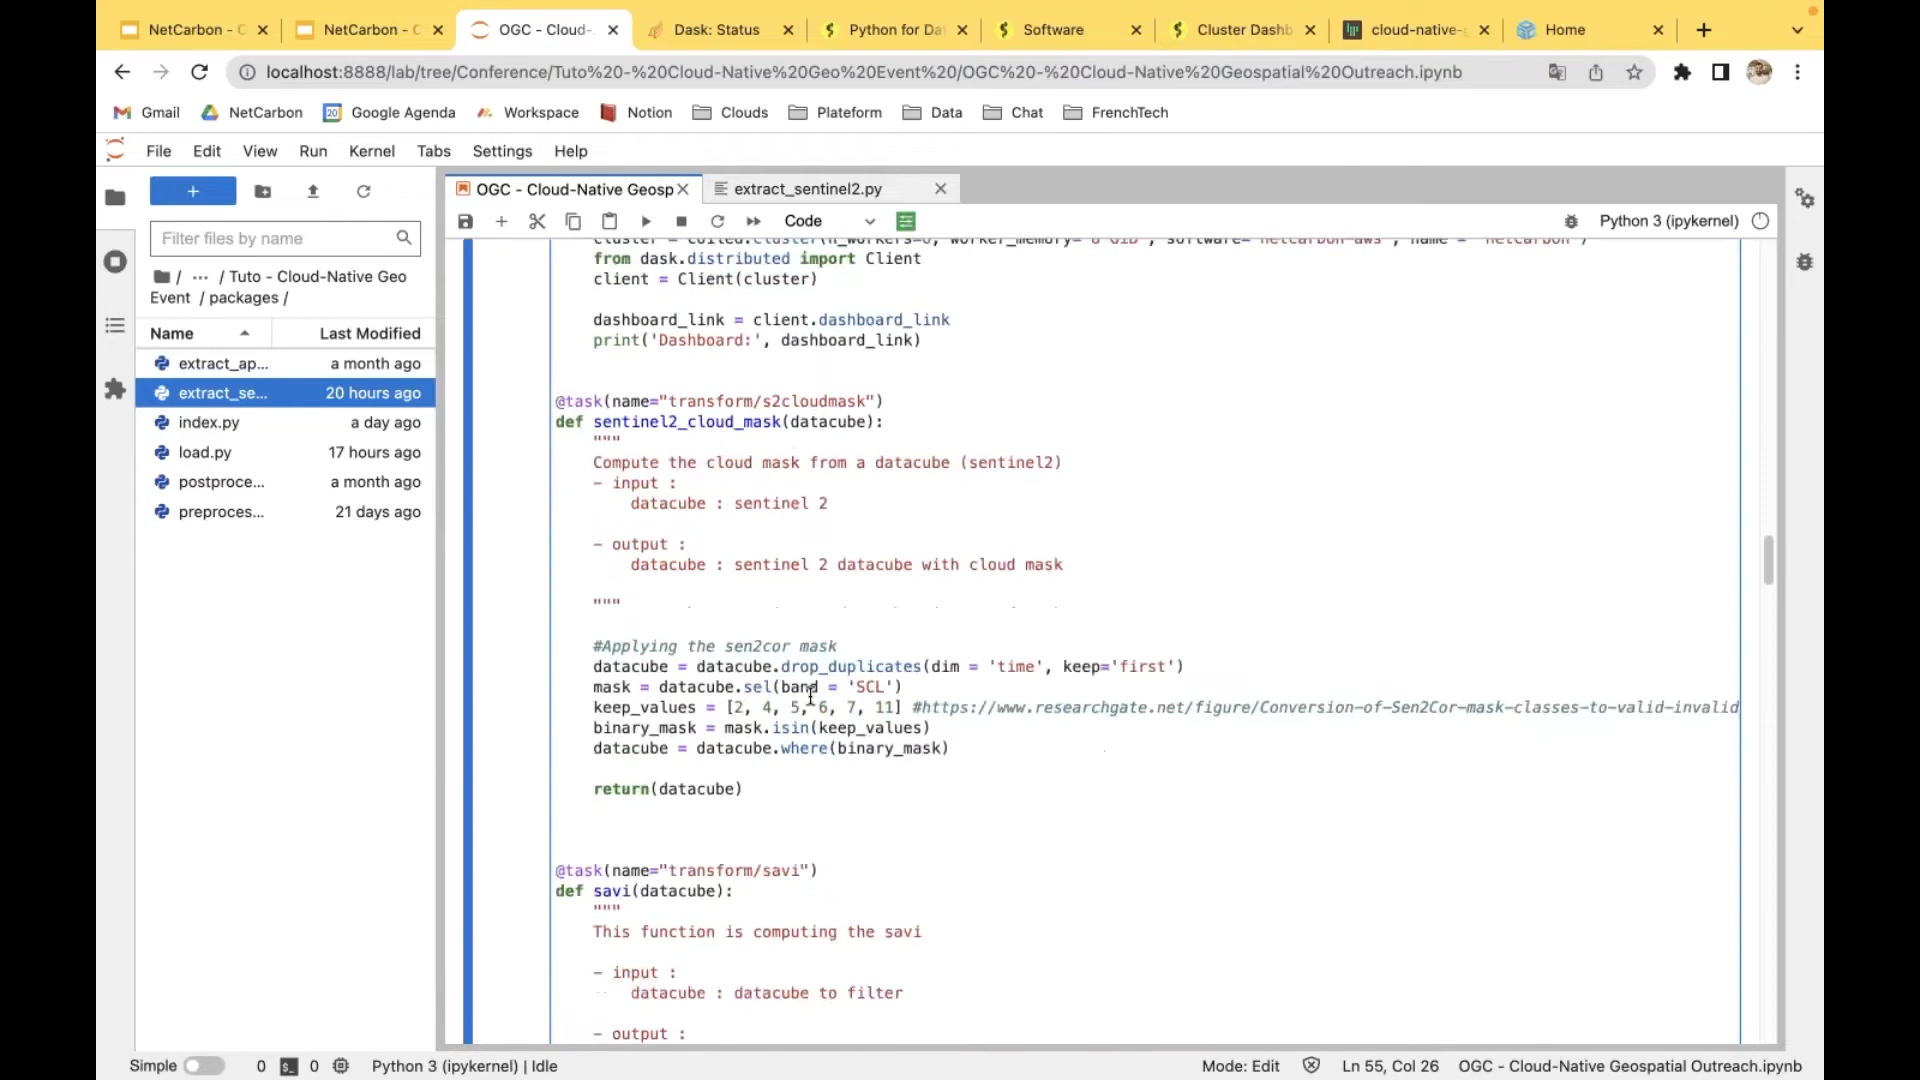 NetCarbon - C
NetCarbon - C
OGC - Cloud-
Dask: Status
Python for Da
Software
Cluster Dashb
cloud-native-
Home
localhost:8888/lab/tree/Conference/Tuto%20-%20Cloud-Native%20Geo%20Event%20/OGC%20-%20Cloud-Native%20Geospatial%20Outreach.ipynb
Gmail
NetCarbon
20
Google Agenda
Workspace
Notion
Clouds
Plateform
Data
Chat
FrenchTech
File Edit View Run Kernel Tabs Settings Help
+
Filter files by name
/ ··· / Tuto - Cloud-Native Geo
Event / packages /
Name Last Modified
extract_ap... a month ago
extract_se... 20 hours ago
index.py a day ago
load.py 17 hours ago
postproce... a month ago
preproces... 21 days ago
OGC - Cloud-Native Geosp
extract_sentinel2.py
Code
Python 3 (ipykernel)
from dask.distributed import Client
client = Client(cluster)
dashboard_link = client.dashboard_link
print('Dashboard:', dashboard_link)
@task(name="transform/s2cloudmask")
def sentinel2_cloud_mask(datacube):
"""
Compute the cloud mask from a datacube (sentinel2)
- input :
datacube : sentinel 2
- output :
datacube : sentinel 2 datacube with cloud mask
"""
#Applying the sen2cor mask
datacube = datacube.drop_duplicates(dim = 'time', keep='first')
mask = datacube.sel(band = 'SCL')
keep_values = [2, 4, 5, 6, 7, 11] #https://www.researchgate.net/figure/Conversion-of-Sen2Cor-mask-classes-to-valid-invalid
binary_mask = mask.isin(keep_values)
datacube = datacube.where(binary_mask)
return(datacube)
@task(name="transform/savi")
def savi(datacube):
"""
This function is computing the savi
- input :
datacube : datacube to filter
- output :
Simple 0 0 Python 3 (ipykernel) | Idle
Mode: Edit Ln 55, Col 26 OGC - Cloud-Native Geospatial Outreach.ipynb